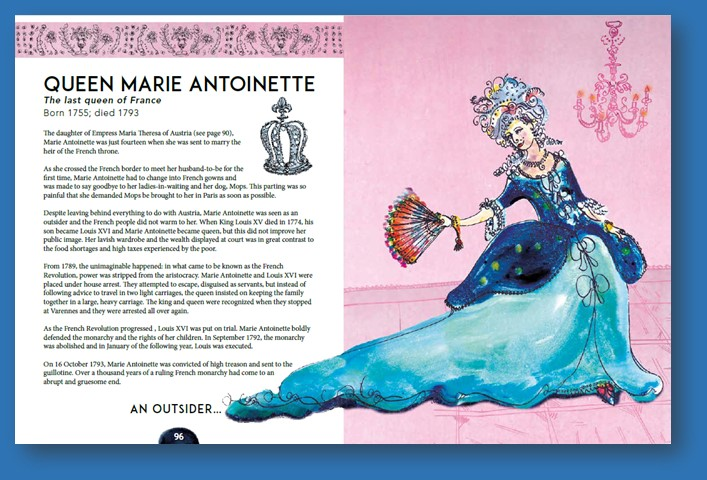 QUEEN MARIE ANTOINETTE
The last queen of France
Born 1755; died 1793
The daughter of Empress Maria Theresa of Austria (see page 90),
Marie Antoinette was just fourteen when she was sent to marry the
heir of the French throne.
As she crossed the French border to meet her husband-to-be for the
first time, Marie Antoinette had to change into French gowns and
was made to say goodbye to her ladies-in-waiting and her dog, Mops. This parting was so
painful that she demanded Mops be brought to her in Paris as soon as possible.
Despite leaving behind everything to do with Austria, Marie Antoinette was seen as an
outsider and the French people did not warm to her. When King Louis XV died in 1774, his
son became Louis XVI and Marie Antoinette became queen, but this did not improve her
public image. Her lavish wardrobe and the wealth displayed at court was in great contrast to
the food shortages and high taxes experienced by the poor.
From 1789, the unimaginable happened: in what came to be known as the French
Revolution, power was stripped from the aristocracy. Marie Antoinette and Louis XVI were
placed under house arrest. They attempted to escape, disguised as servants, but instead of
following advice to travel in two light carriages, the queen insisted on keeping the family
together in a large, heavy carriage. The king and queen were recognized when they stopped
at Varennes and they were arrested all over again.
As the French Revolution progressed , Louis XVI was put on trial. Marie Antoinette boldly
defended the monarchy and the rights of her children. In September 1792, the monarchy
was abolished and in january of the following year, Louis was executed.
On 16 October 1793, Marie Antoinette was convicted of high treason and sent to the
guillotine. Over a thousand years of a ruling French monarchy had come to an
abrupt and gruesome end.
AN OUTSIDER...
96